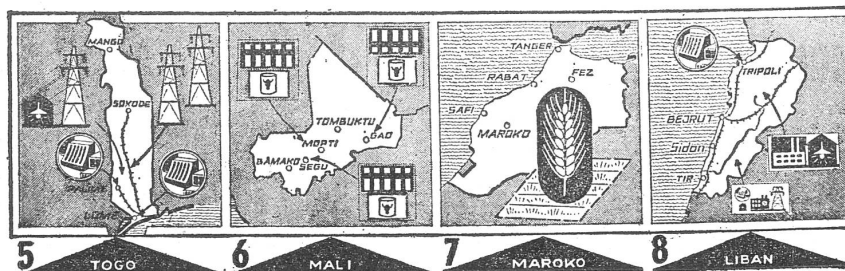 MANGO
SOKODE
PALIME
LOME
5 TOGO
TOMBUKTU
GAO
MOPTI
BAMAKO
SEGU
6 MALI
TANGER
RABAT
FEZ
SAFI
MAROKO
7 MAROKO
TRIPOLI
BEJRUT
Sidon
TIR
8 LIBAN